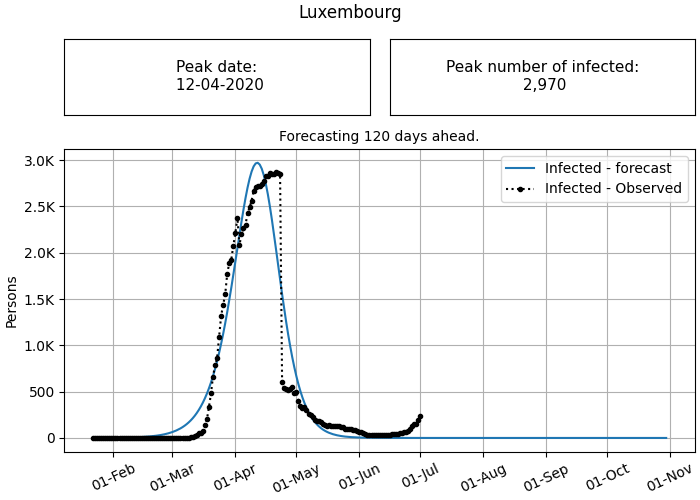 Luxembourg
Peak date:
12-04-2020
Peak number of infected:
2,970
Forecasting 120 days ahead.
Infected - forecast
Infected - Observed
Persons
3.0K
2.5K
2.0K
1.5K
1.0K
500
0
01-Feb
01-Mar
01-Apr
01-May
01-Jun
01-Jul
01-Aug
01-Sep
01-Oct
01-Nov